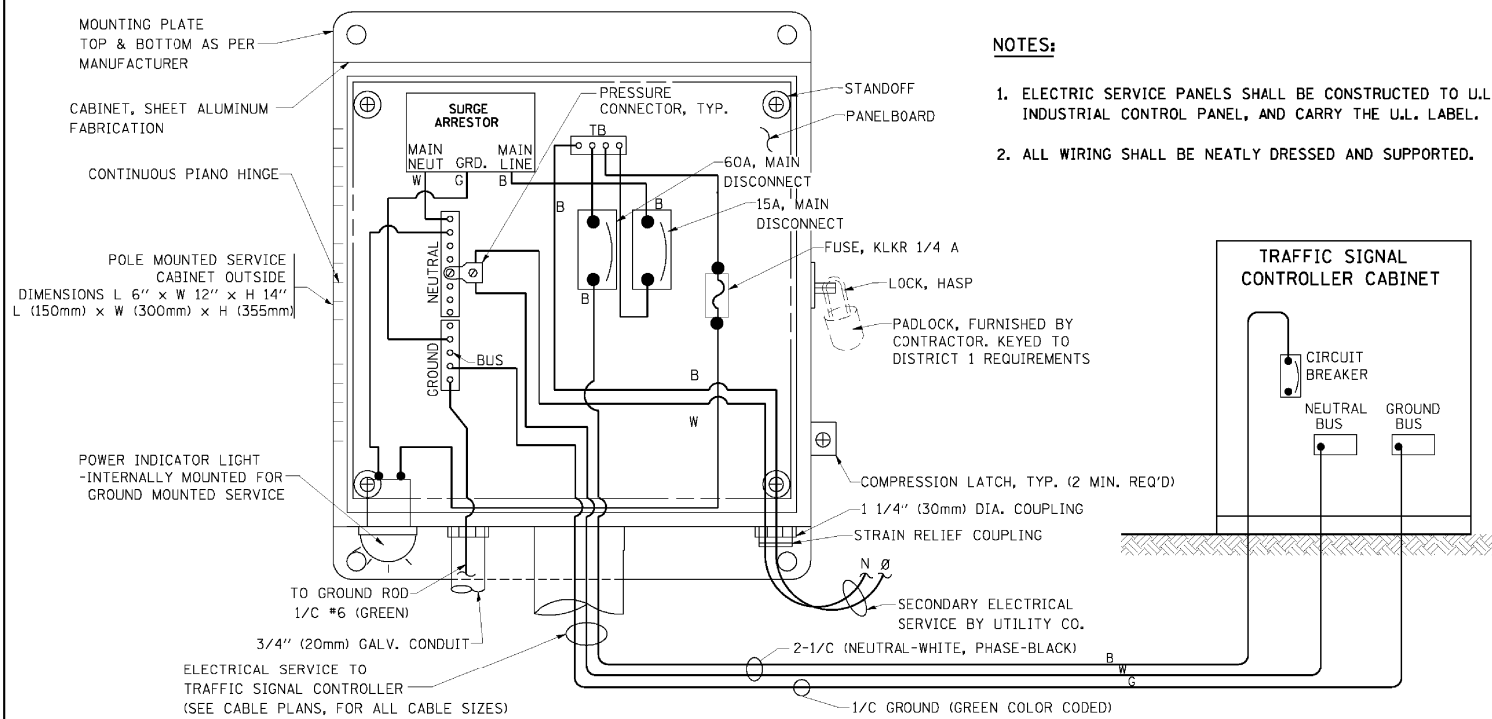 MOUNTING PLATE
TOP & BOTTOM AS PER
MANUFACTURER
CABINET, SHEET ALUMINUM
FABRICATION
CONTINUOUS PIANO HINGE
POLE MOUNTED SERVICE
CABINET OUTSIDE
DIMENSIONS L 6" x W 12" x H 14"
L (150mm) x W (300mm) x H (355mm)
POWER INDICATOR LIGHT
-INTERNALLY MOUNTED FOR
GROUND MOUNTED SERVICE
TO GROUND ROD
1/C #6 (GREEN)
3/4" (20mm) GALV. CONDUIT
ELECTRICAL SERVICE TO
TRAFFIC SIGNAL CONTROLLER
(SEE CABLE PLANS, FOR ALL CABLE SIZES)
SURGE
ARRESTOR
MAIN
NEUT
GRD.
MAIN
LINE
W
G
B
PRESSURE
CONNECTOR, TYP.
TB
NEUTRAL
GROUND
BUS
B
B
B
B
W
STANDOFF
PANELBOARD
60A, MAIN
DISCONNECT
15A, MAIN
DISCONNECT
FUSE, KLKR 1/4 A
LOCK, HASP
PADLOCK, FURNISHED BY
CONTRACTOR. KEYED TO
DISTRICT 1 REQUIREMENTS
COMPRESSION LATCH, TYP. (2 MIN. REQ'D)
1 1/4" (30mm) DIA. COUPLING
STRAIN RELIEF COUPLING
N Ø
SECONDARY ELECTRICAL
SERVICE BY UTILITY CO.
2-1/C (NEUTRAL-WHITE, PHASE-BLACK)
B
W
G
1/C GROUND (GREEN COLOR CODED)
NOTES:
1. ELECTRIC SERVICE PANELS SHALL BE CONSTRUCTED TO U.L
INDUSTRIAL CONTROL PANEL, AND CARRY THE U.L. LABEL.
2. ALL WIRING SHALL BE NEATLY DRESSED AND SUPPORTED.
TRAFFIC SIGNAL
CONTROLLER CABINET
CIRCUIT
BREAKER
NEUTRAL
BUS
GROUND
BUS